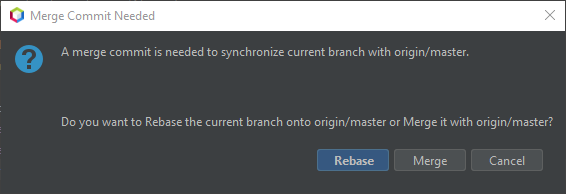 Merge Commit Needed
A merge commit is needed to synchronize current branch with origin/master.
Do you want to Rebase the current branch onto origin/master or Merge it with origin/master?
Rebase Merge Cancel